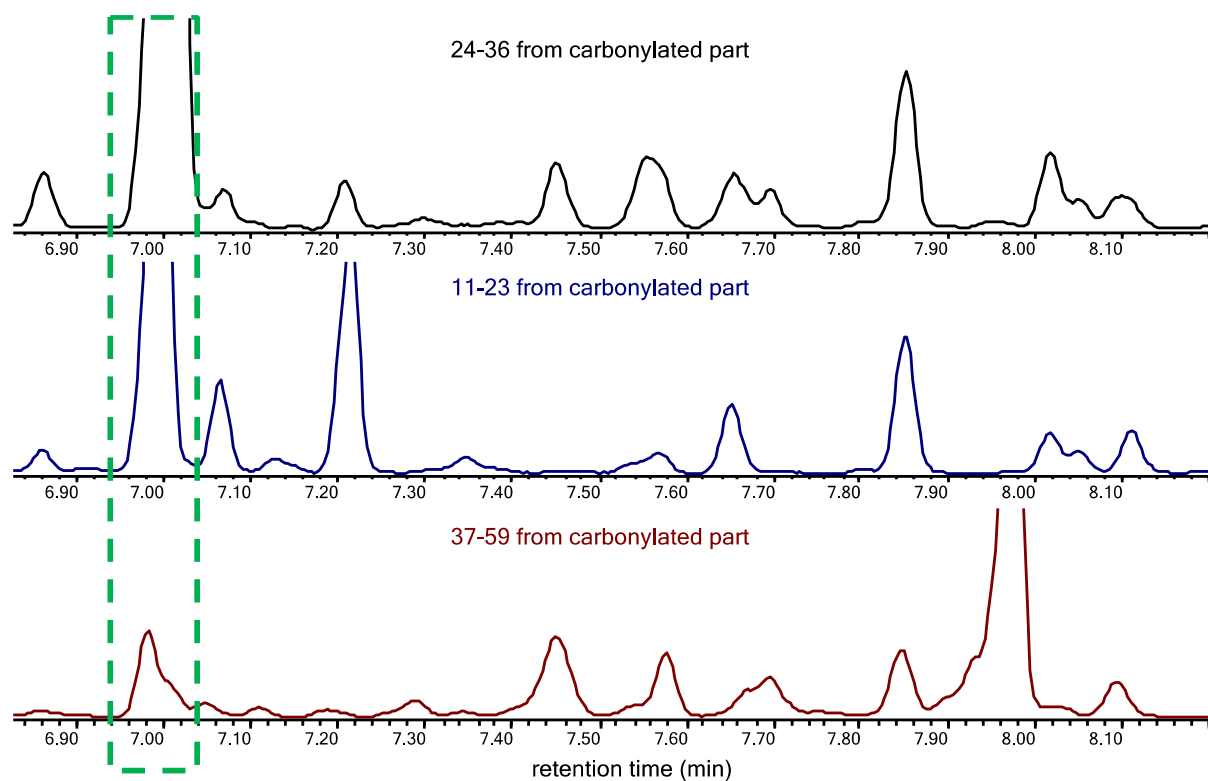 24-36 from carbonylated part
6.90 7.00 7.10 7.20 7.30 7.40 7.50 7.60 7.70 7.80 7.90 8.00 8.10
11-23 from carbonylated part
6.90 7.00 7.10 7.20 7.30 7.40 7.50 7.60 7.70 7.80 7.90 8.00 8.10
37-59 from carbonylated part
6.90 7.00 7.10 7.20 7.30 7.40 7.50 7.60 7.70 7.80 7.90 8.00 8.10
retention time (min)